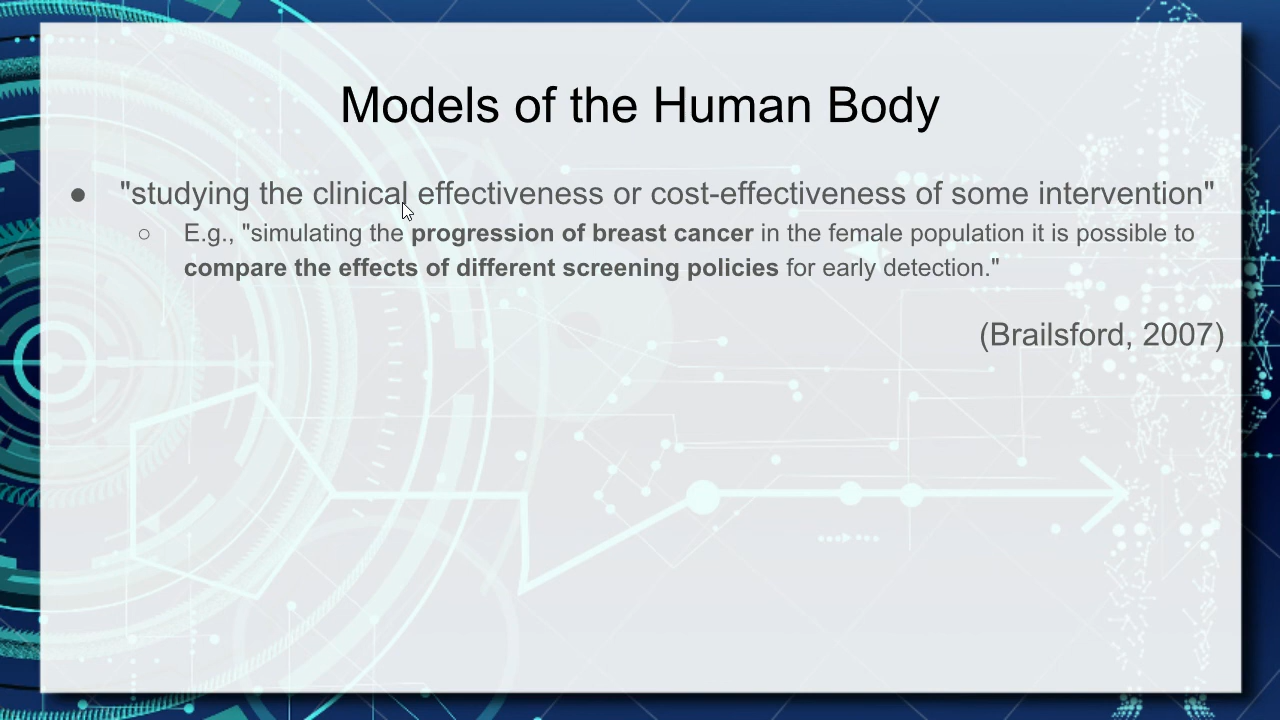 Models of the Human Body
● "studying the clinical effectiveness or cost-effectiveness of some intervention"
○ E.g., "simulating the progression of breast cancer in the female population it is possible to
compare the effects of different screening policies for early detection."
(Brailsford, 2007)